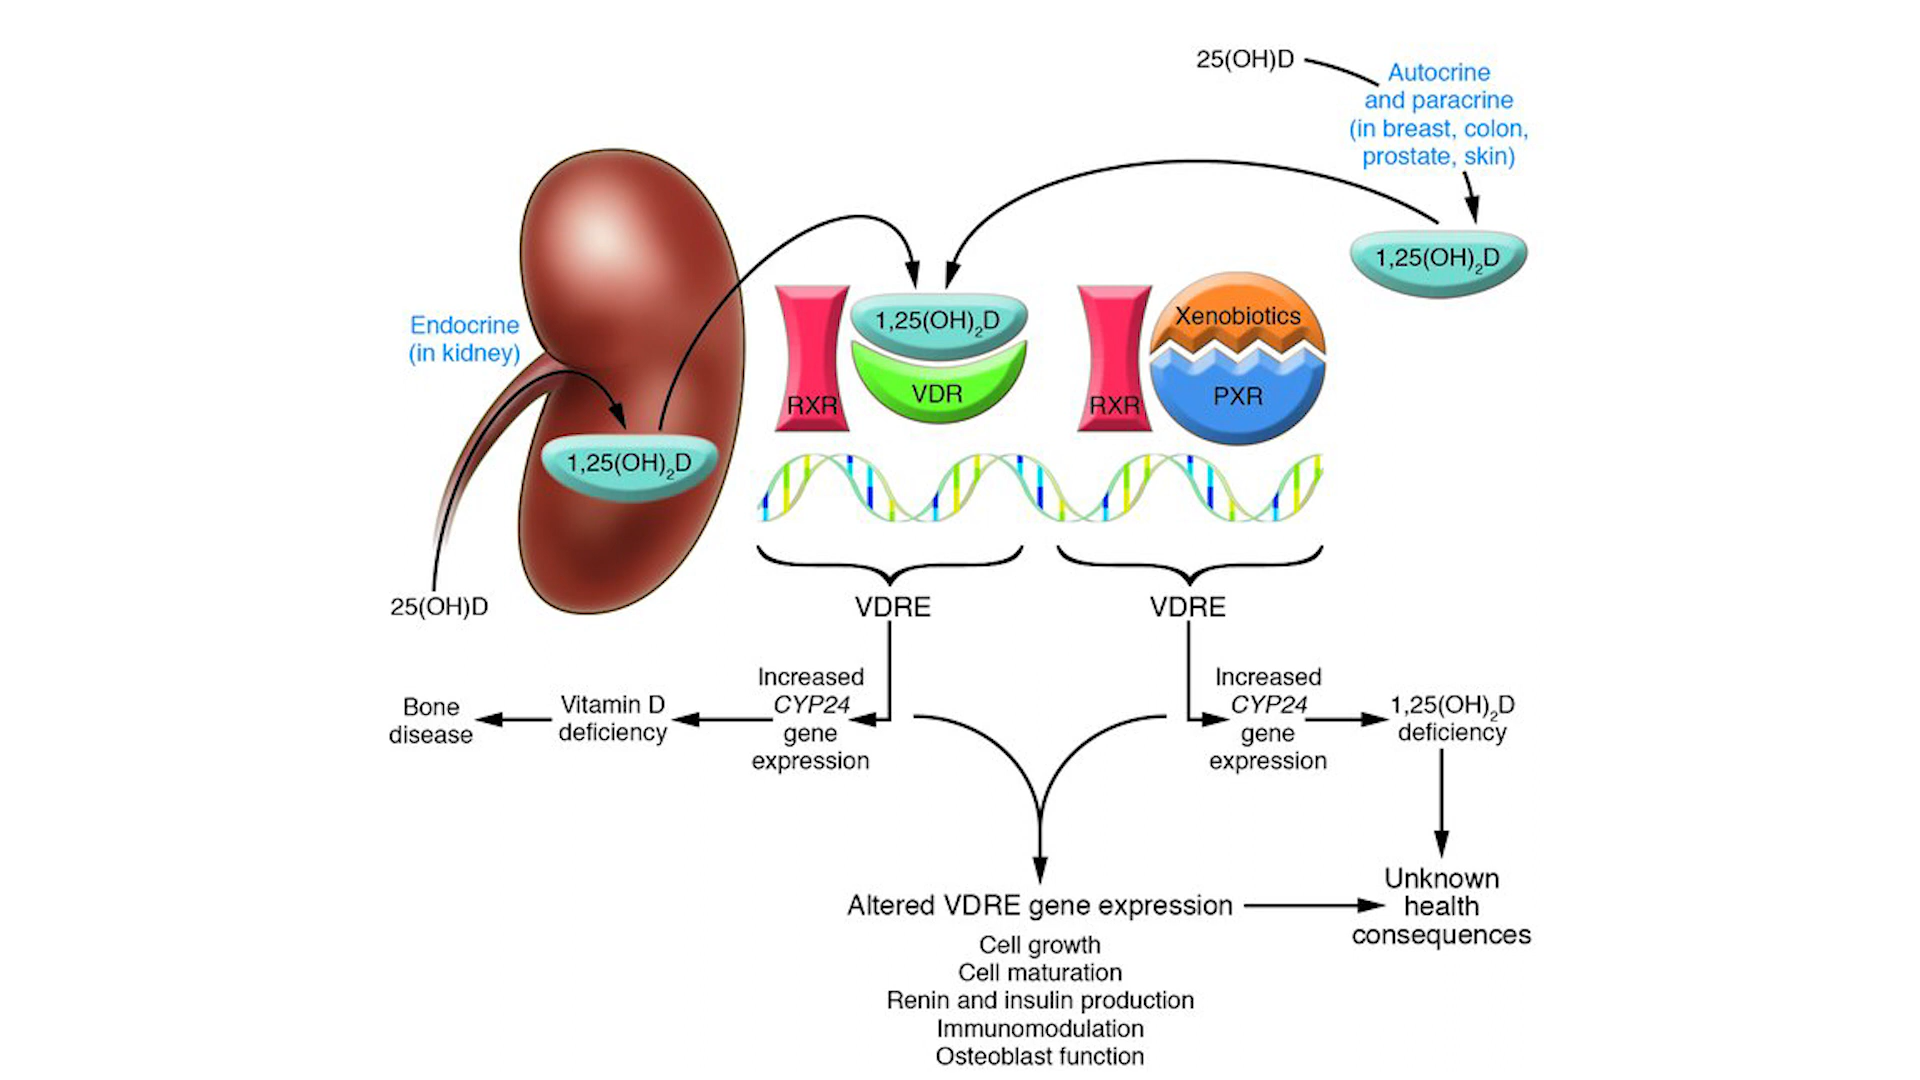 25(OH)D
Autocrine
and paracrine
(in breast, colon,
prostate, skin)
1,25(OH)₂D
Endocrine
(in kidney)
1,25(OH)₂D
25(OH)D
RXR
1,25(OH)₂D
VDR
RXR
Xenobiotics
PXR
VDRE
VDRE
Increased
CYP24
gene
expression
Vitamin D
deficiency
Bone
disease
Increased
CYP24
gene
expression
1,25(OH)₂D
deficiency
Altered VDRE gene expression
Cell growth
Cell maturation
Renin and insulin production
Immunomodulation
Osteoblast function
Unknown
health
consequences